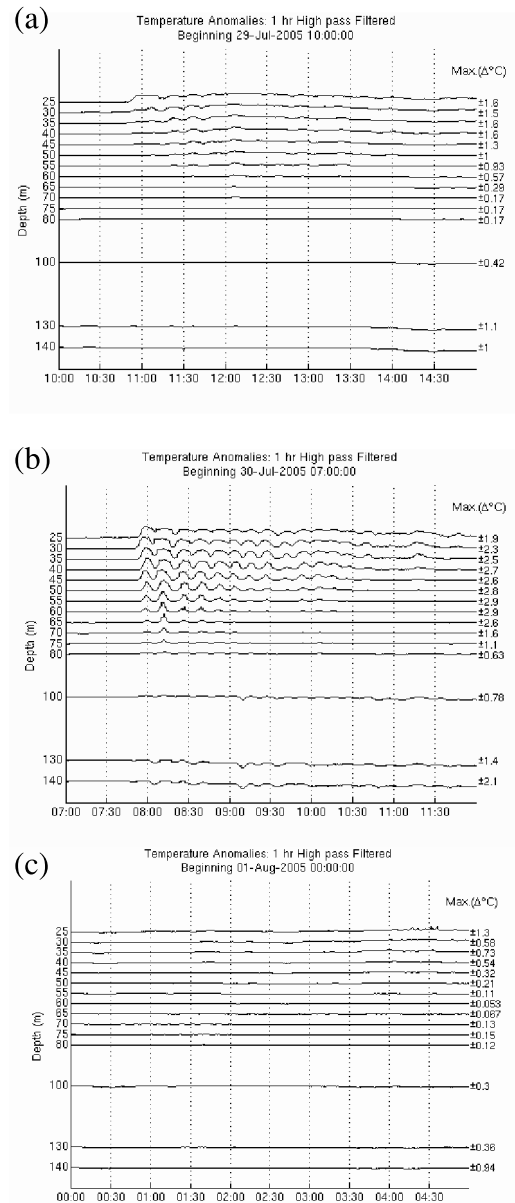 (a)
Temperature Anomalies: 1 hr High pass Filtered
Beginning 29-Jul-2005 10:00:00
Max.(Δ°C)
25 ±1.6
30 ±1.5
35 ±1.6
40 ±1.6
45 ±1.3
50 ±1
55 ±0.93
60 ±0.57
65 ±0.29
70 ±0.17
75 ±0.17
80 ±0.17
100 ±0.42
130 ±1.1
140 ±1
Depth (m)
10:00 10:30 11:00 11:30 12:00 12:30 13:00 13:30 14:00 14:30
(b)
Temperature Anomalies: 1 hr High pass Filtered
Beginning 30-Jul-2005 07:00:00
Max.(Δ°C)
25 ±1.9
30 ±2.3
35 ±2.5
40 ±2.7
45 ±2.6
50 ±2.8
55 ±2.9
60 ±2.9
65 ±2.6
70 ±1.6
75 ±1.1
80 ±0.63
100 ±0.78
130 ±1.4
140 ±2.1
Depth (m)
07:00 07:30 08:00 08:30 09:00 09:30 10:00 10:30 11:00 11:30
(c)
Temperature Anomalies: 1 hr High pass Filtered
Beginning 01-Aug-2005 00:00:00
Max.(Δ°C)
25 ±1.3
30 ±0.58
35 ±0.73
40 ±0.54
45 ±0.32
50 ±0.21
55 ±0.11
60 ±0.053
65 ±0.067
70 ±0.13
75 ±0.15
80 ±0.12
100 ±0.3
130 ±0.36
140 ±0.94
Depth (m)
00:00 00:30 01:00 01:30 02:00 02:30 03:00 03:30 04:00 04:30